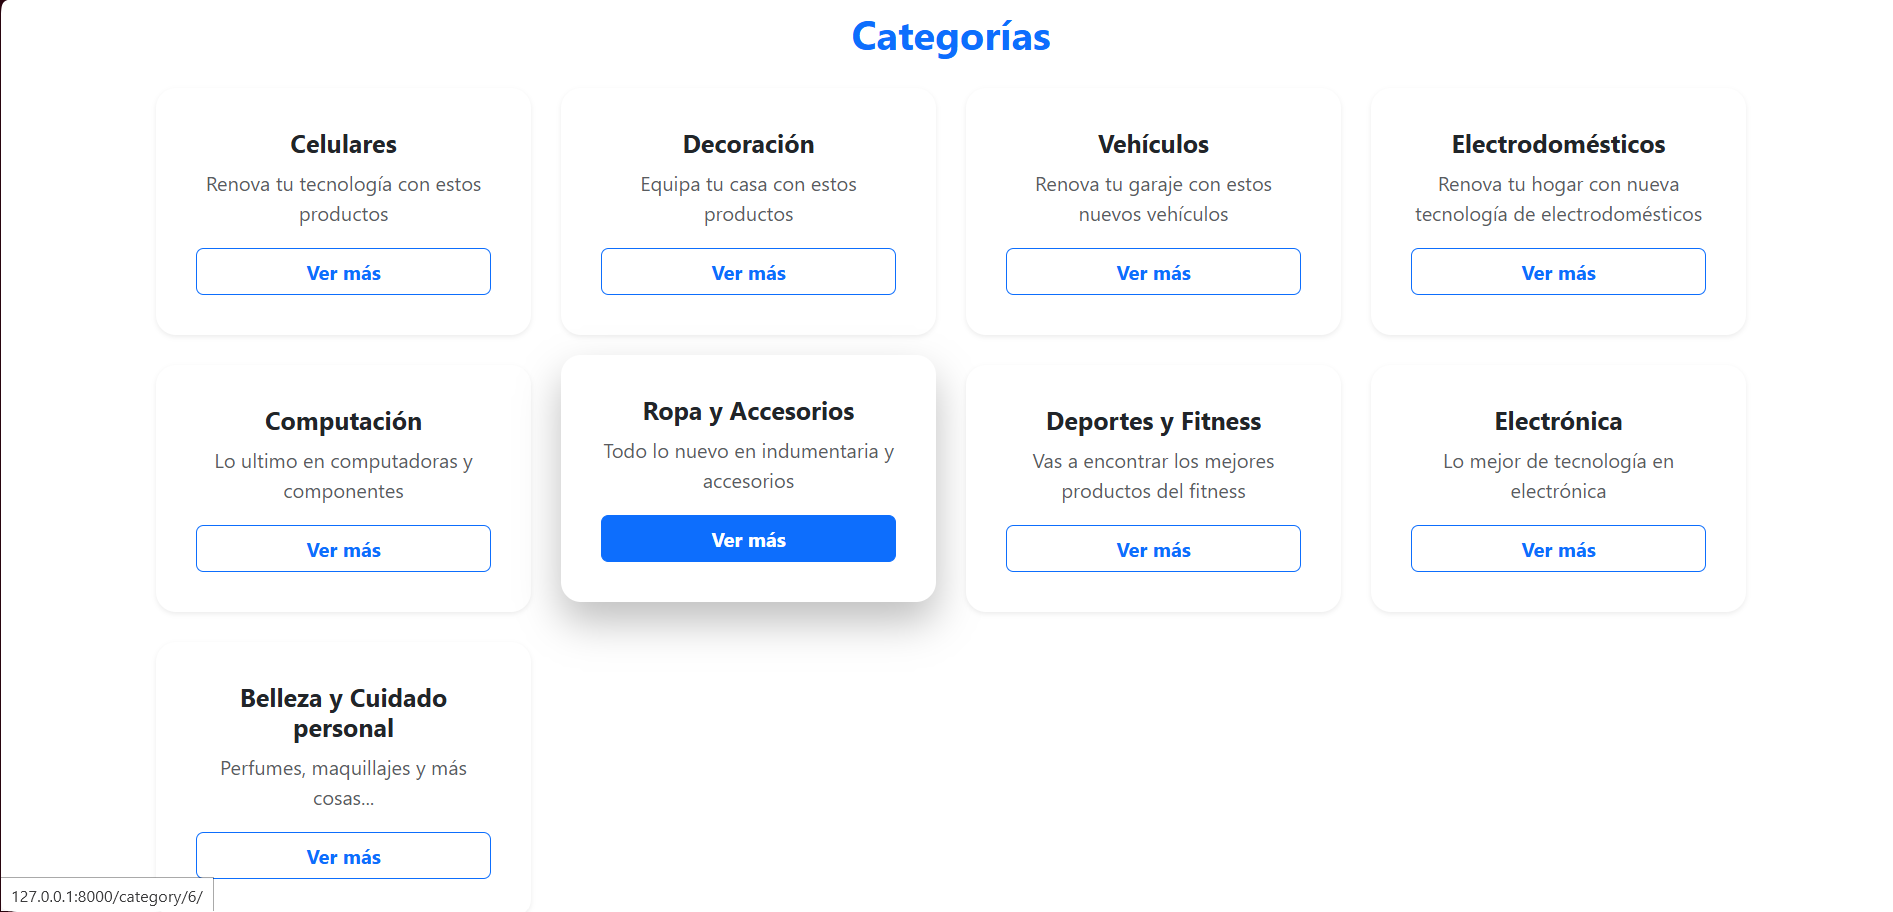 Categorías
Celulares
Renova tu tecnología con estos
productos
Ver más
Decoración
Equipa tu casa con estos
productos
Ver más
Vehículos
Renova tu garaje con estos
nuevos vehículos
Ver más
Electrodomésticos
Renova tu hogar con nueva
tecnología de electrodomésticos
Ver más
Computación
Lo ultimo en computadoras y
componentes
Ver más
Ropa y Accesorios
Todo lo nuevo en indumentaria y
accesorios
Ver más
Deportes y Fitness
Vas a encontrar los mejores
productos del fitness
Ver más
Electrónica
Lo mejor de tecnología en
electrónica
Ver más
Belleza y Cuidado
personal
Perfumes, maquillajes y más
cosas...
Ver más
127.0.0.1:8000/category/6/